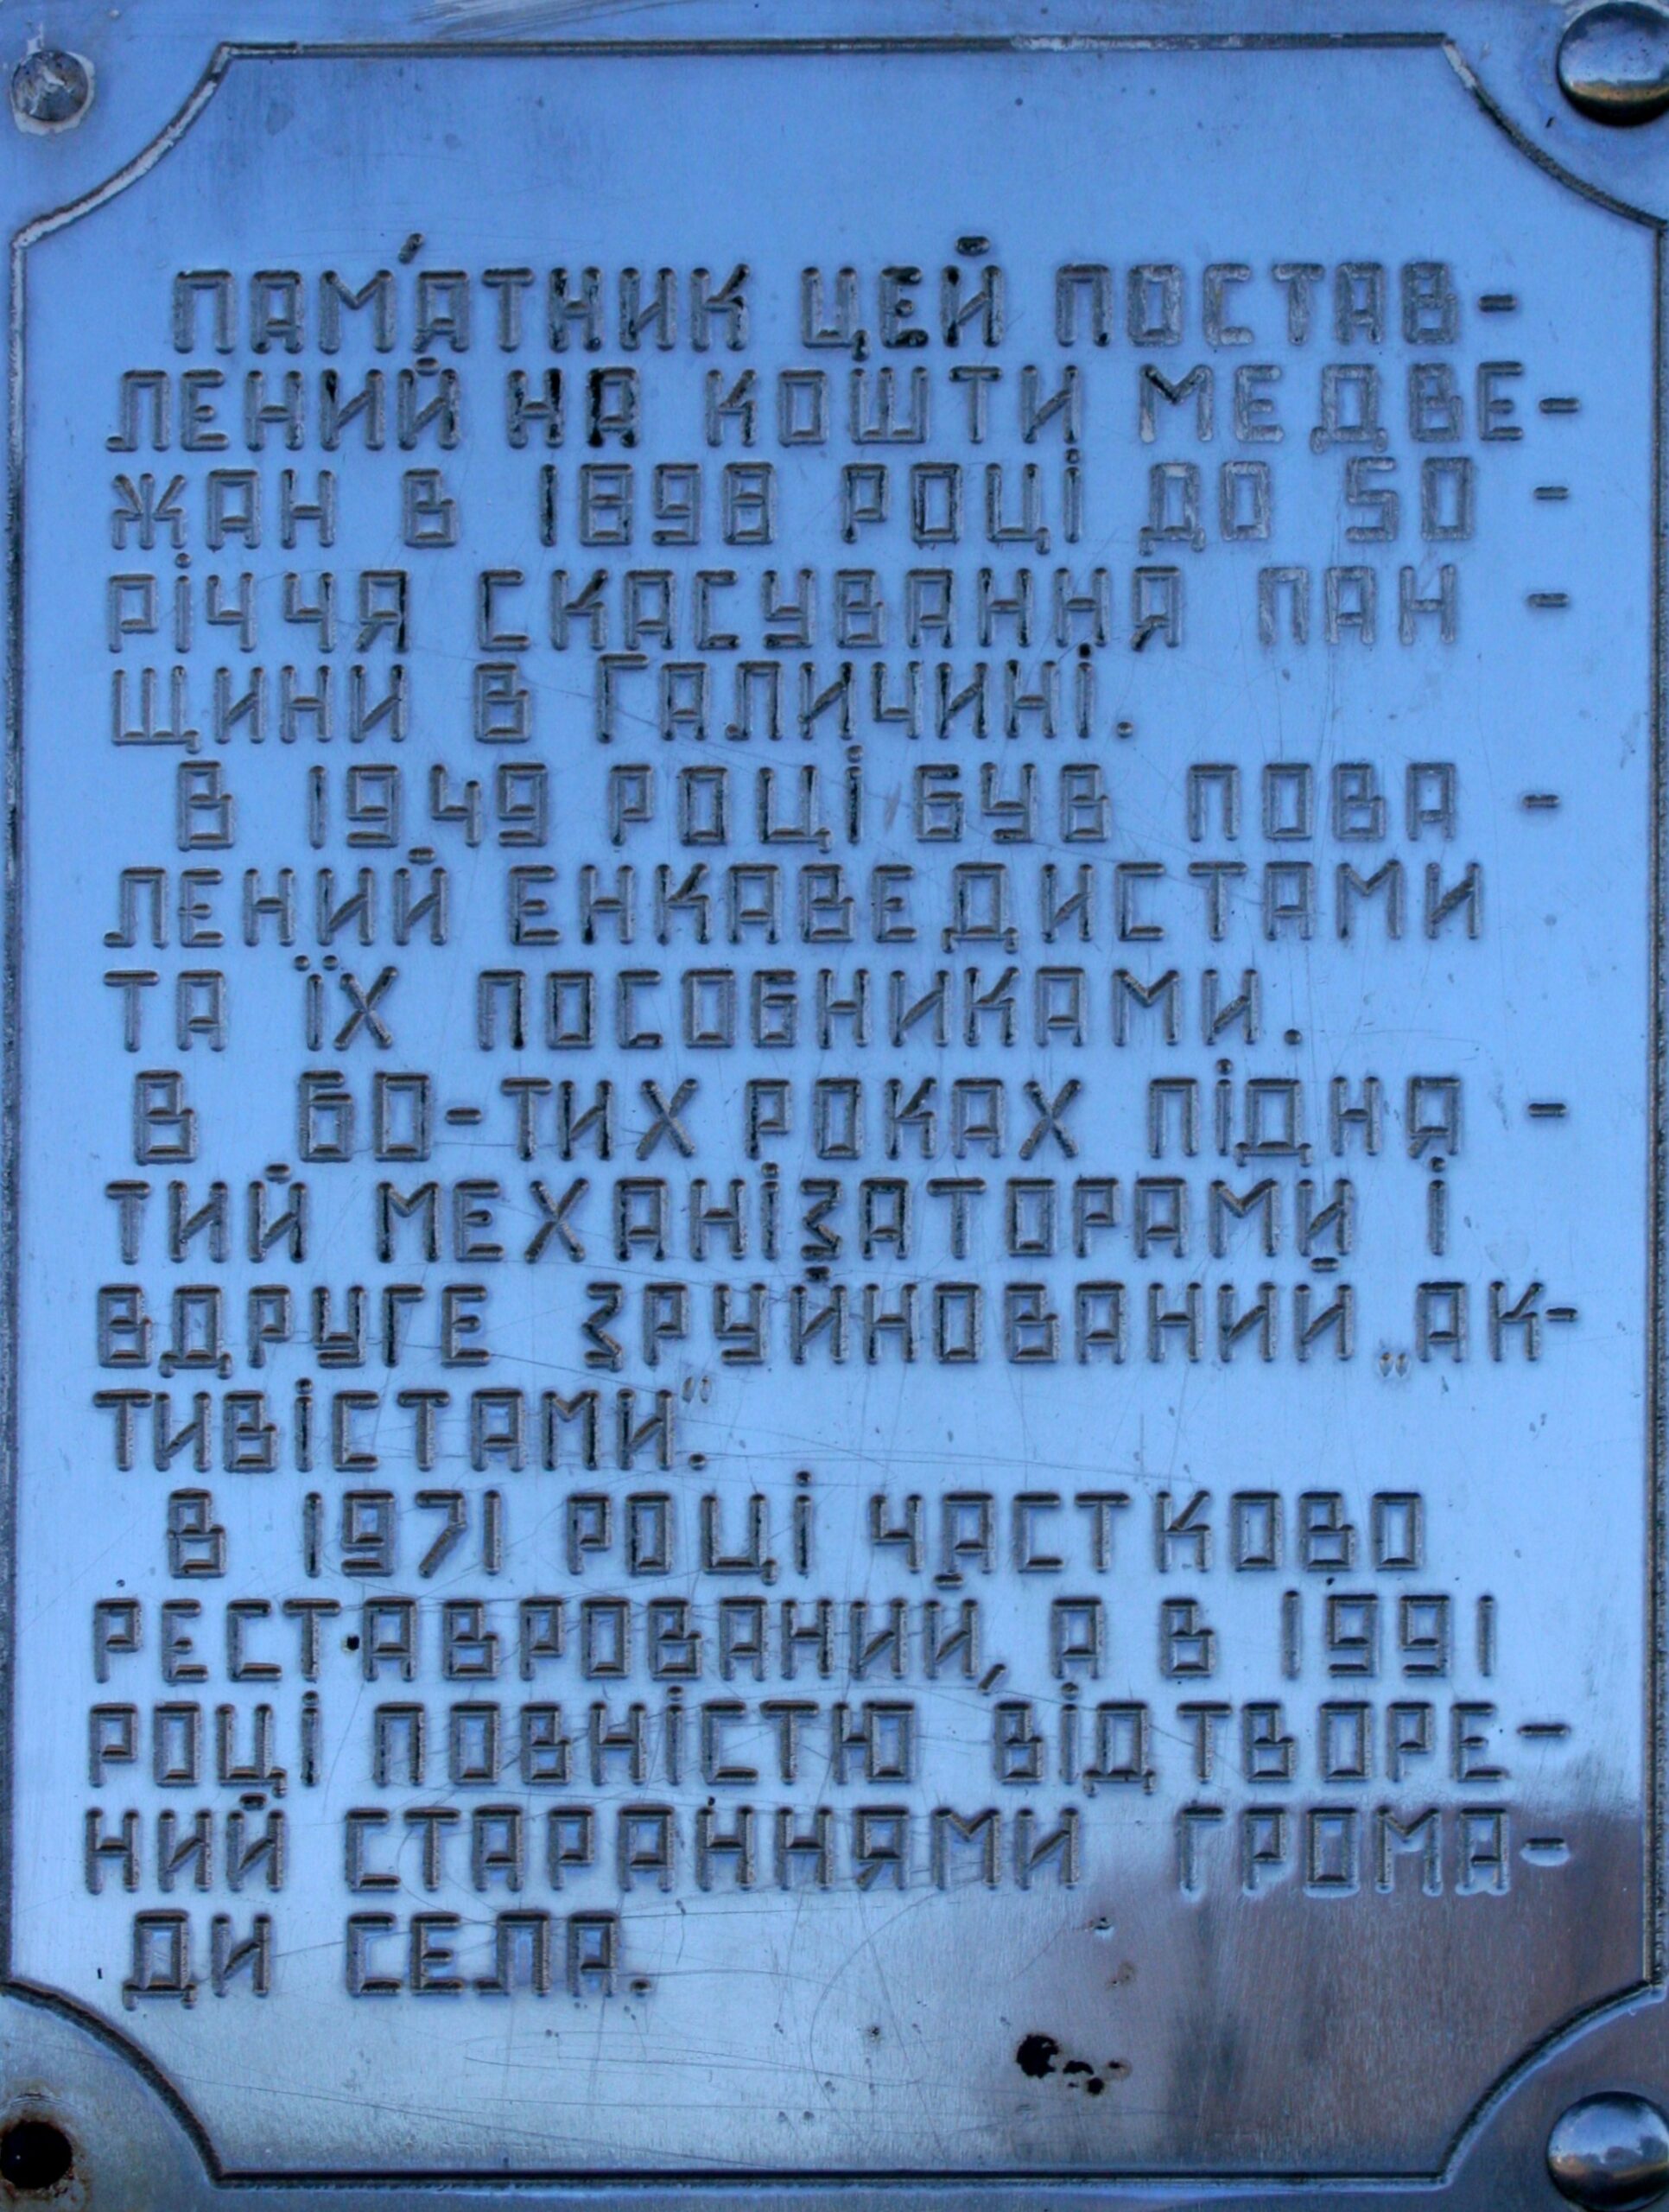 ПАМ'АТНИК ЦЕЙ ПОСТАВ-
ЛЕНИЙ НА КОШТИ МЕДВЕ-
ЖАН В 1898 РОЦІ ДО 50 -
РІЧЧЯ СКАСУВАННЯ ПАН -
ЩИНИ В ГАЛИЧИНІ.
В 1949 РОЦІ БУВ ПОВА -
ЛЕНИЙ ЕНКАВЕДИСТАМИ
ТА ЇХ ПОСОБНИКАМИ.
В 60-ТИХ РОКАХ ПІДНЯ -
ТИЙ МЕХАНІЗАТОРАМИ І
ВДРУГЕ ЗРУЙНОВАНИЙ „АК-
ТИВІСТАМИ".
В 1971 РОЦІ ЧАСТКОВО
РЕСТАВРОВАНИЙ, А В 1991
РОЦІ ПОВНІСТЮ ВІДТВОРЕ-
НИЙ СТАРАННЯМИ ГРОМА-
ДИ СЕЛА.